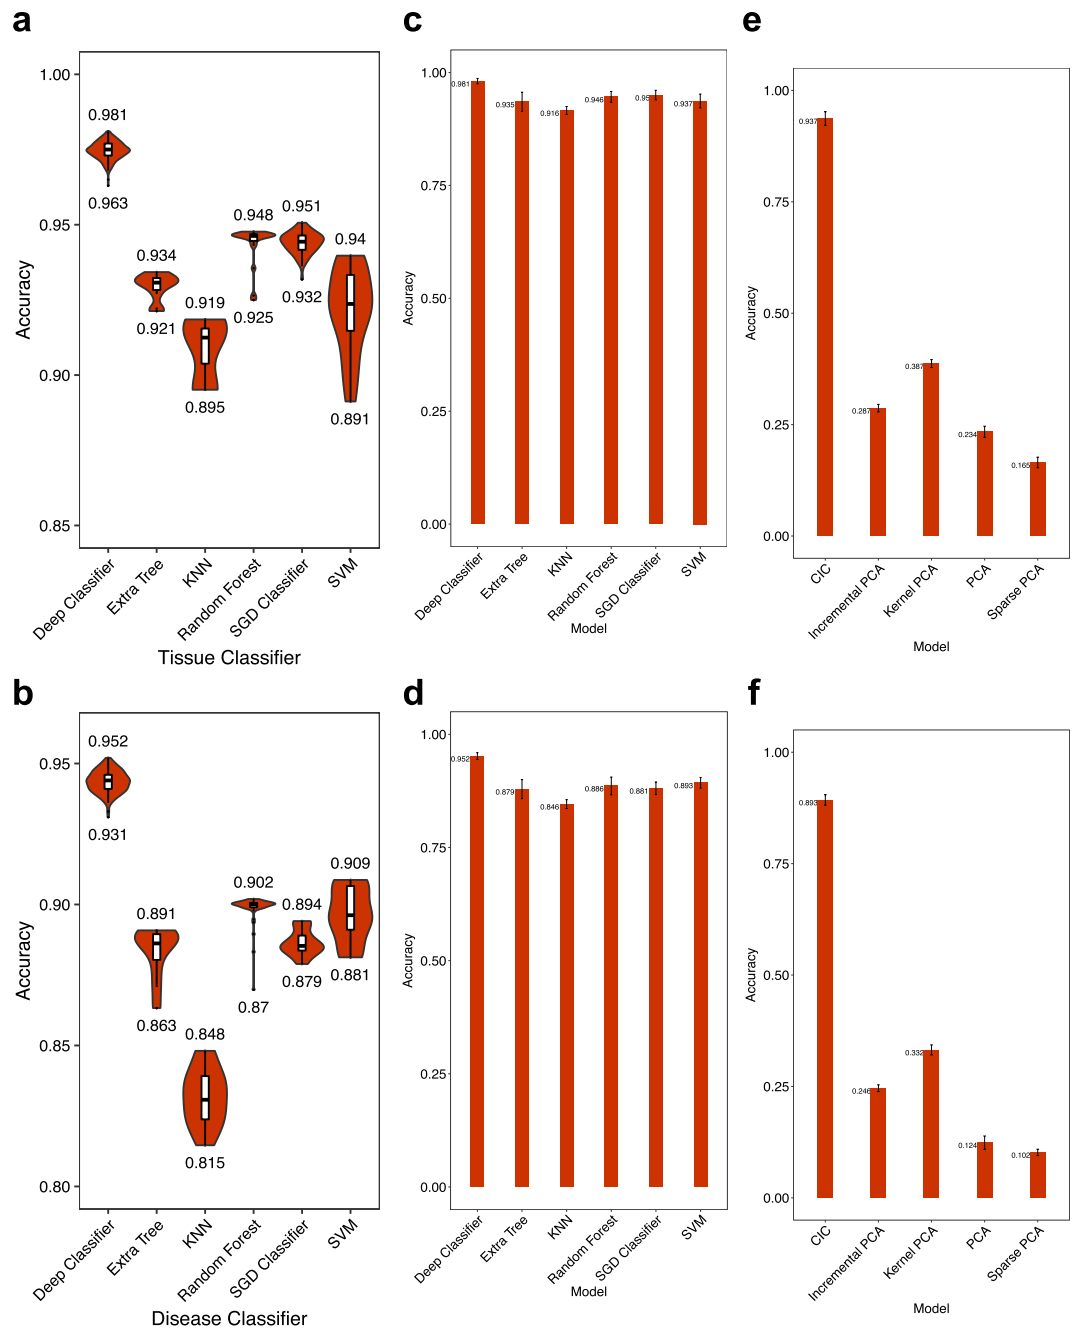 a
1.00
0.95
0.90
0.85
Accuracy
0.981
0.963
0.934
0.921
0.919
0.895
0.948
0.925
0.951
0.932
0.94
0.891
Deep Classifier
Extra Tree
KNN
Random Forest
SGD Classifier
SVM
Tissue Classifier
c
1.00
0.75
0.50
0.25
0.00
Accuracy
0.981
0.935
0.916
0.946
0.95
0.937
Deep Classifier
Extra Tree
KNN
Random Forest
SGD Classifier
SVM
Model
e
1.00
0.75
0.50
0.25
0.00
Accuracy
0.937
0.287
0.387
0.234
0.165
CIC
Incremental PCA
Kernel PCA
PCA
Sparse PCA
Model
b
0.95
0.90
0.85
0.80
Accuracy
0.952
0.931
0.891
0.863
0.848
0.815
0.902
0.87
0.894
0.879
0.909
0.881
Deep Classifier
Extra Tree
KNN
Random Forest
SGD Classifier
SVM
Disease Classifier
d
1.00
0.75
0.50
0.25
0.00
Accuracy
0.952
0.879
0.846
0.886
0.881
0.893
Deep Classifier
Extra Tree
KNN
Random Forest
SGD Classifier
SVM
Model
f
1.00
0.75
0.50
0.25
0.00
Accuracy
0.893
0.246
0.332
0.124
0.102
CIC
Incremental PCA
Kernel PCA
PCA
Sparse PCA
Model